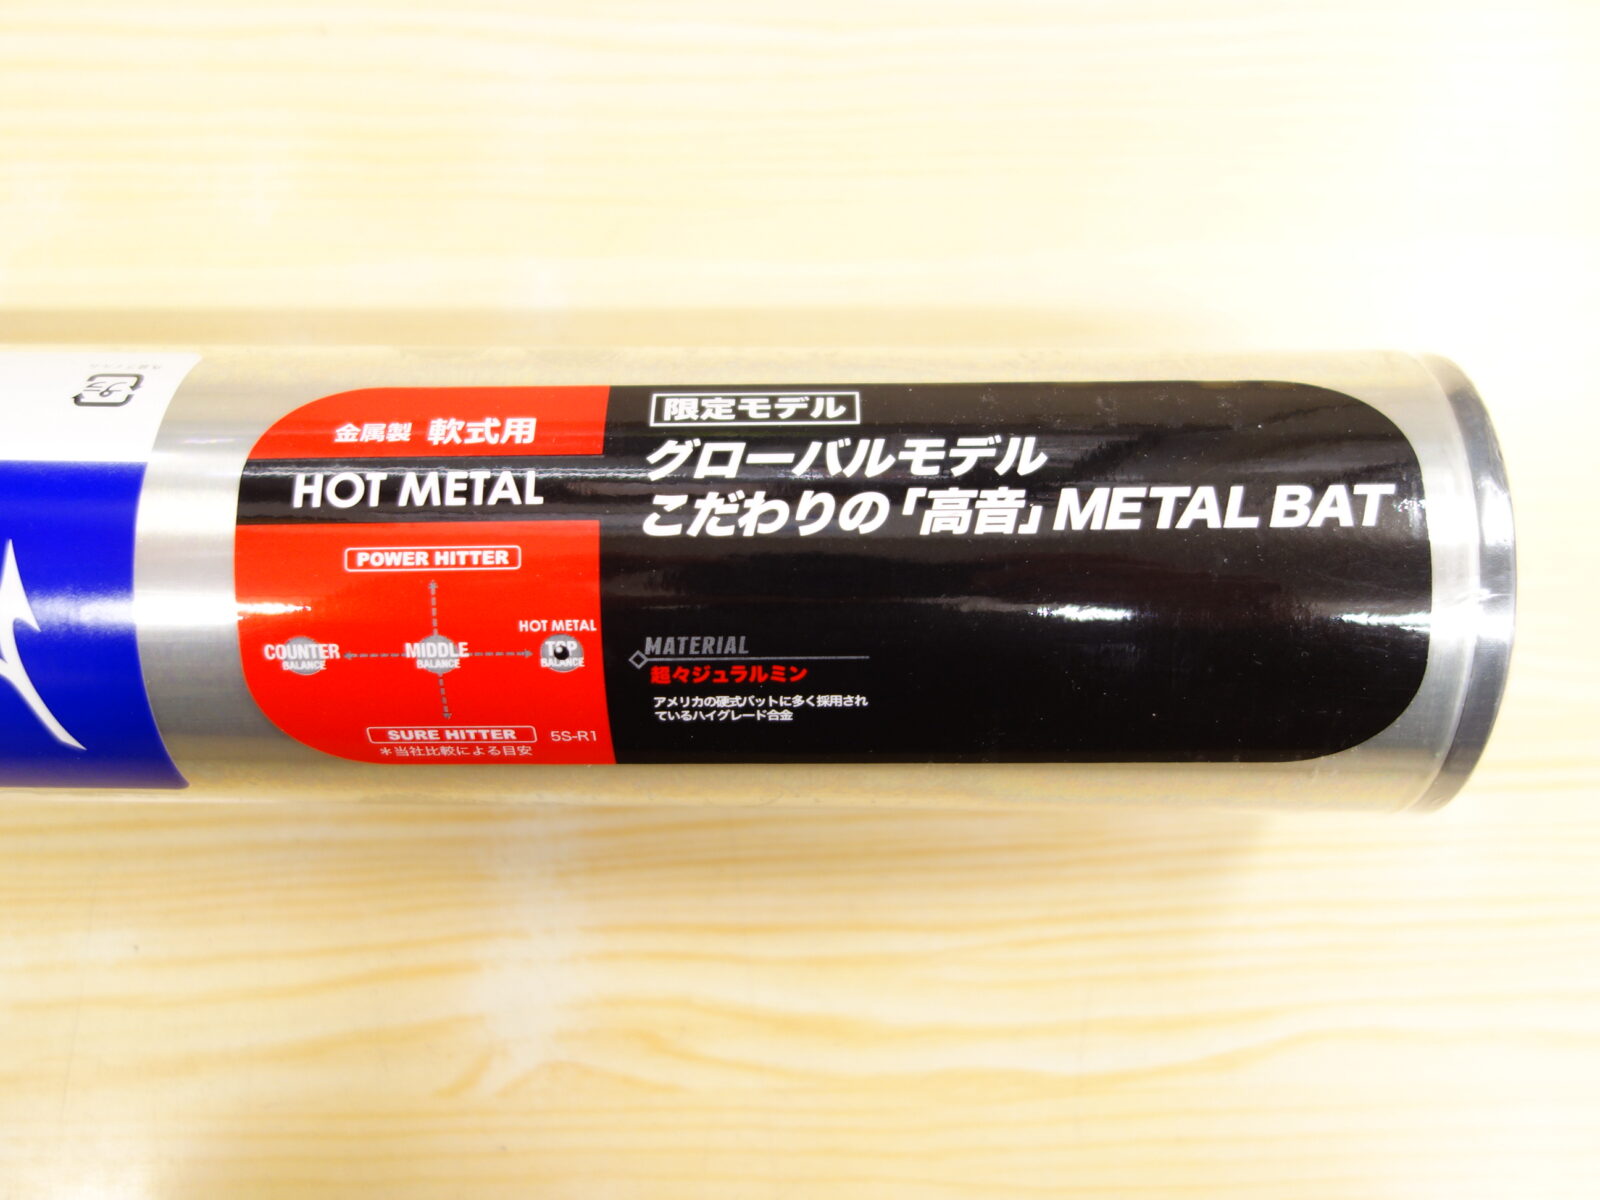 プラ
金属製 軟式用
HOT METAL
POWER HITTER
HOT METAL
COUNTER BALANCE
MIDDLE BALANCE
TOP BALANCE
SURE HITTER
5S-R1
*当社比較による目安
限定モデル
グローバルモデル
こだわりの「高音」METAL BAT
MATERIAL
超々ジュラルミン
アメリカの硬式バットに多く採用され
ているハイグレード合金